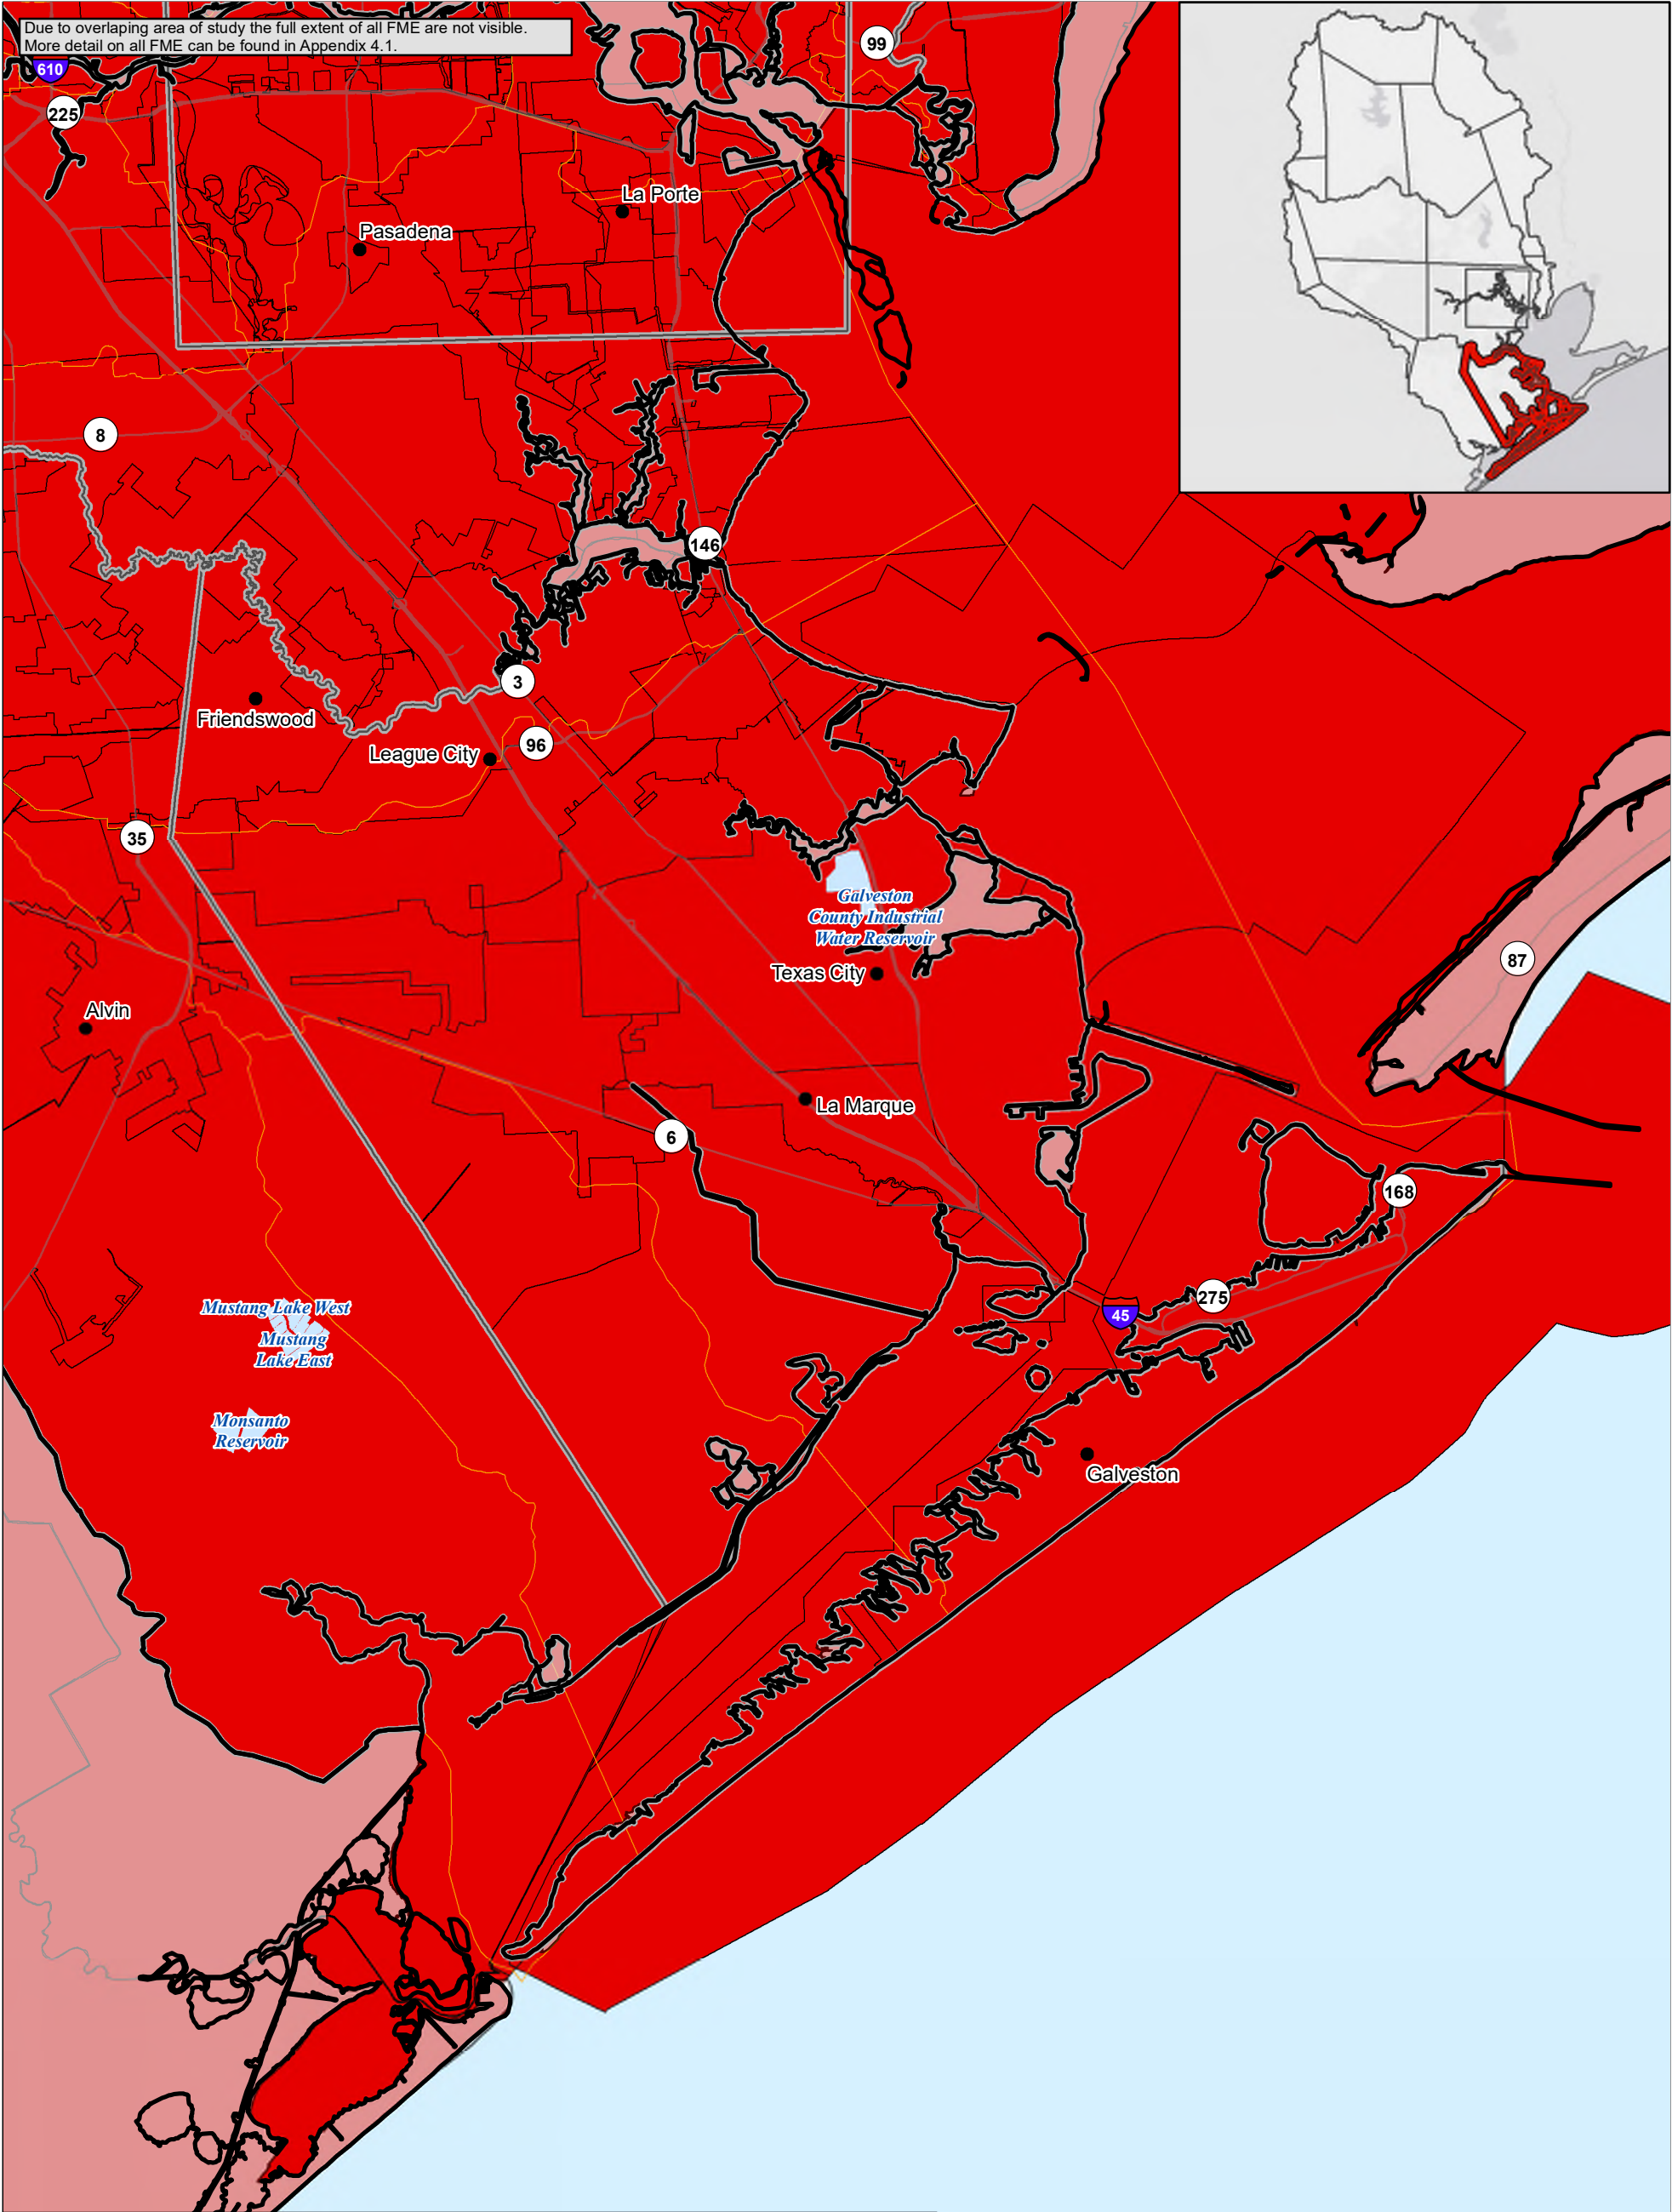 Due to overlaping area of study the full extent of all FME are not visible.
More detail on all FME can be found in Appendix 4.1.
99
610
225
La Porte
Pasadena
8
146
3
Friendswood
96
League City
35
Galveston
County Industrial
Water Reservoir
87
Texas City
Alvin
La Marque
6
168
275
Mustang Lake West
45
Mustang
Lake East
Monsanto
Reservoir
Galveston